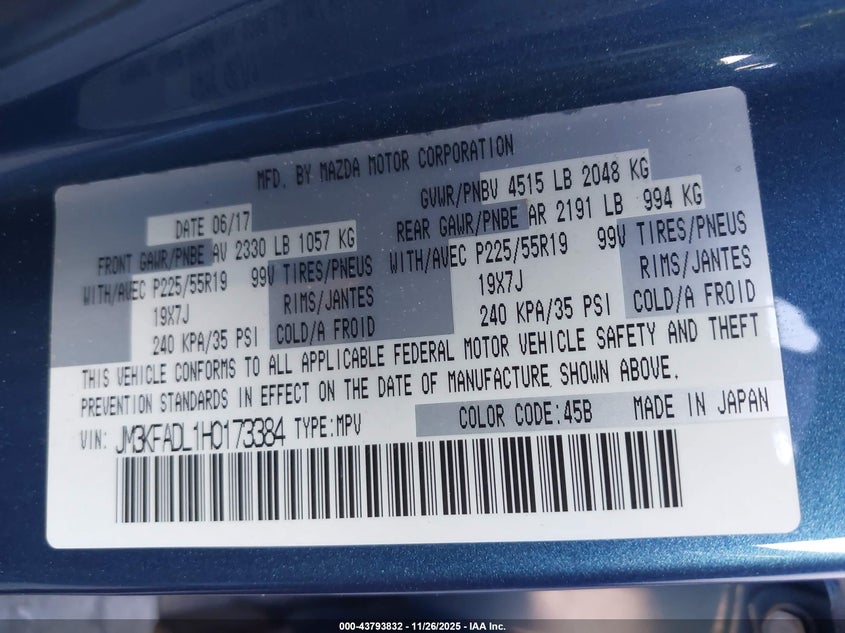 MFD. BY MAZDA MOTOR CORPORATION
DATE 06/17
GVWR/PNBV 4515 LB 2048 KG
FRONT GAWR/PNBE AV 2330 LB 1057 KG
WITH/AVEC P225/55R19 99V TIRES/PNEUS
19X7J RIMS/JANTES
240 KPA/35 PSI COLD/A FROID
REAR GAWR/PNBE AR 2191 LB 994 KG
WITH/AVEC P225/55R19 99V TIRES/PNEUS
19X7J RIMS/JANTES
240 KPA/35 PSI COLD/A FROID
THIS VEHICLE CONFORMS TO ALL APPLICABLE FEDERAL MOTOR VEHICLE SAFETY AND THEFT
PREVENTION STANDARDS IN EFFECT ON THE DATE OF MANUFACTURE SHOWN ABOVE.
VIN: JM3KFADL1H0173384 TYPE:MPV COLOR CODE:45B MADE IN JAPAN
000-43793832 - 11/26/2025 - IAA Inc.